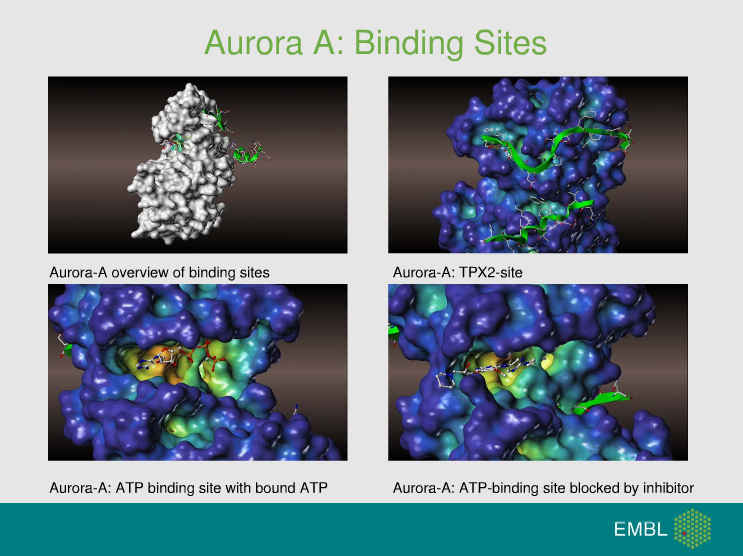 Aurora A: Binding Sites
Aurora-A overview of binding sites
Aurora-A: TPX2-site
Aurora-A: ATP binding site with bound ATP
Aurora-A: ATP-binding site blocked by inhibitor
EMBL